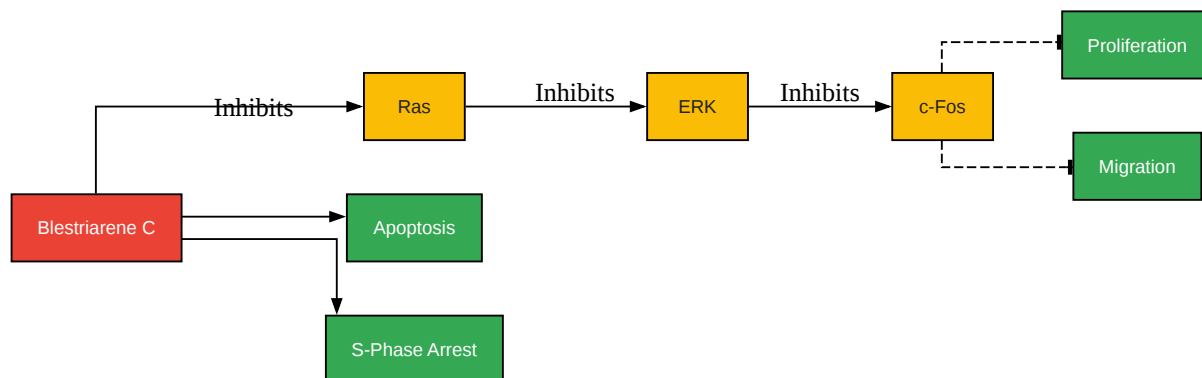 Proliferation
Inhibits
Ras
Inhibits
ERK
Inhibits
c-Fos
Migration
Blestriarene C
Apoptosis
S-Phase Arrest